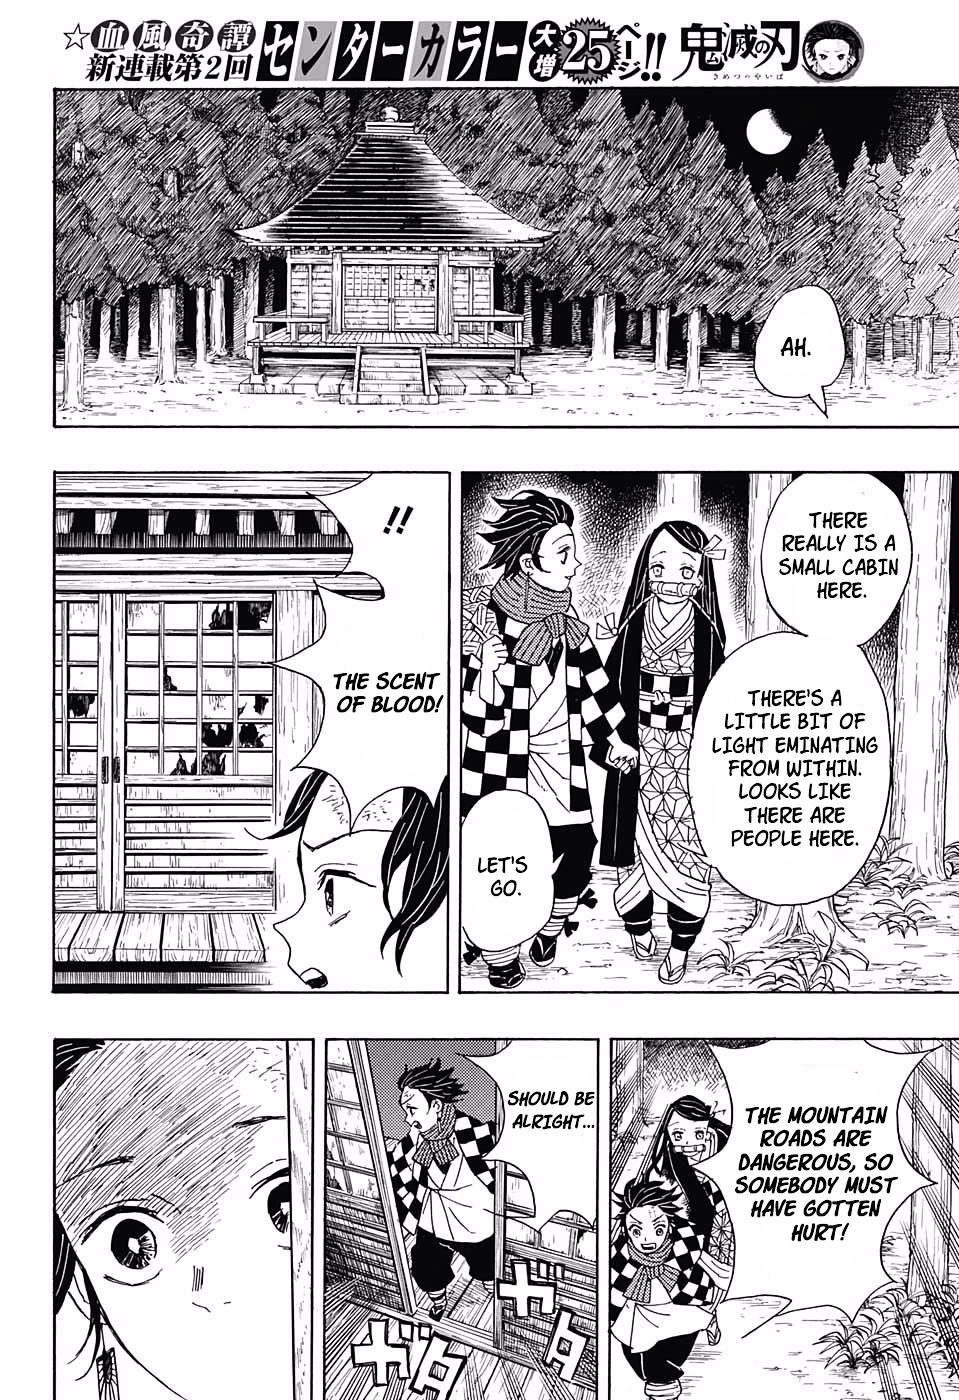 ☆血風奇譚
新連載第2回
センターカラー
大増25ページ!!
鬼滅の刃
きめつのやいば
AH.
THERE
REALLY IS A
SMALL CABIN
HERE.
THERE'S A
LITTLE BIT OF
LIGHT EMINATING
FROM WITHIN.
LOOKS LIKE
THERE ARE
PEOPLE HERE.
LET'S
GO.
!!
THE SCENT
OF BLOOD!
THE MOUNTAIN
ROADS ARE
DANGEROUS, SO
SOMEBODY MUST
HAVE GOTTEN
HURT!
SHOULD BE
ALRIGHT...
ガタ
ガタ